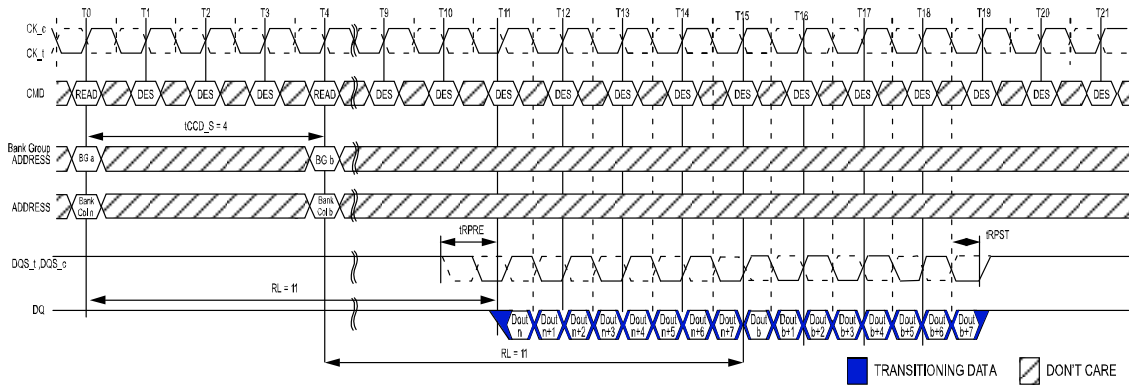 T0 T1 T2 T3 T4 T9 T10 T11 T12 T13 T14 T15 T16 T17 T18 T19 T20 T21
CK_c
CK_t
CMD READ DES DES DES READ DES DES DES DES DES DES DES DES DES DES DES DES DES
tCCD_S = 4
Bank Group
ADDRESS BG a BG b
ADDRESS Bank Bank
Col n Col b
tRPRE tRPST
DQS_t ,DQS_c
RL = 11
DQ Dout Dout Dout Dout Dout Dout Dout Dout Dout Dout Dout Dout Dout Dout Dout Dout
n n+1 n+2 n+3 n+4 n+5 n+6 n+7 b b+1 b+2 b+3 b+4 b+5 b+6 b+7
RL = 11
TRANSITIONING DATA DON'T CARE